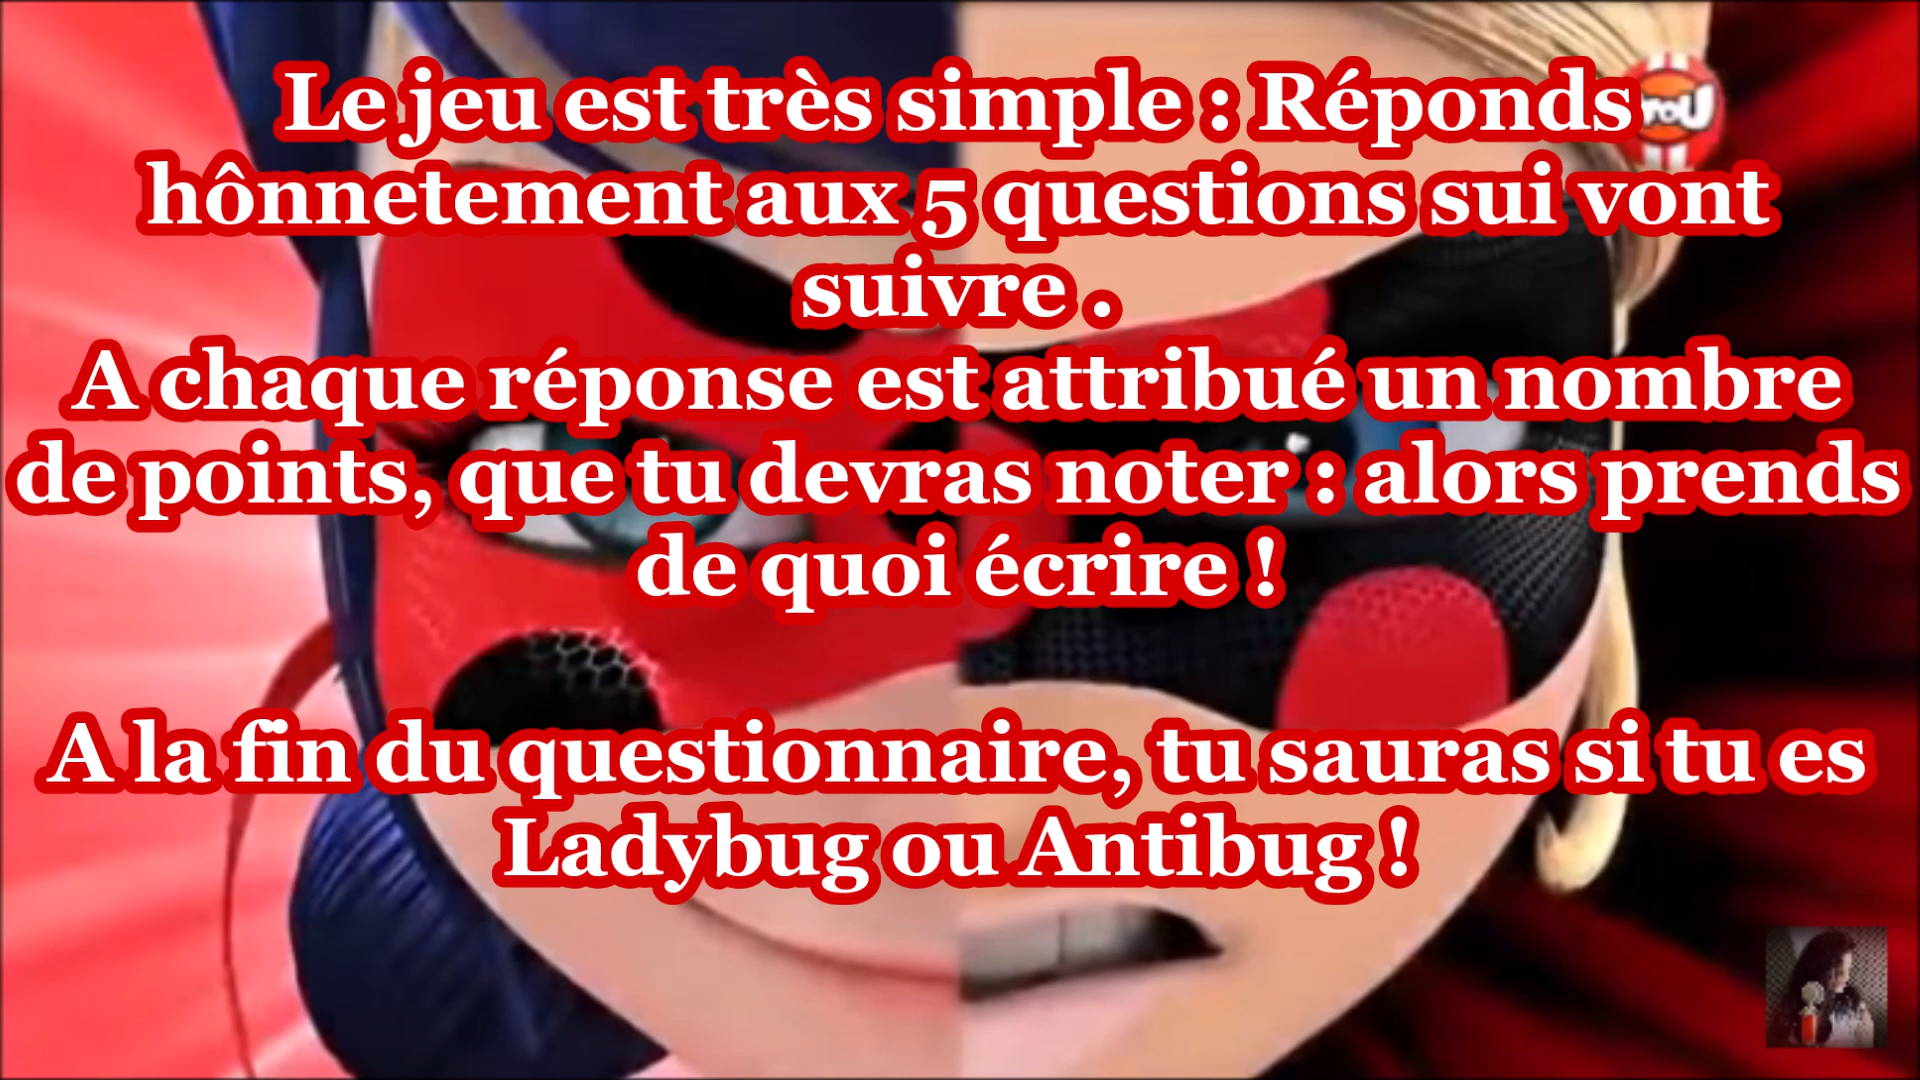 Le jeu est très simple : Réponds
hônnetement aux 5 questions sui vont
suivre .
A chaque réponse est attribué un nombre
de points, que tu devras noter : alors prends
de quoi écrire !
A la fin du questionnaire, tu sauras si tu es
Ladybug ou Antibug !